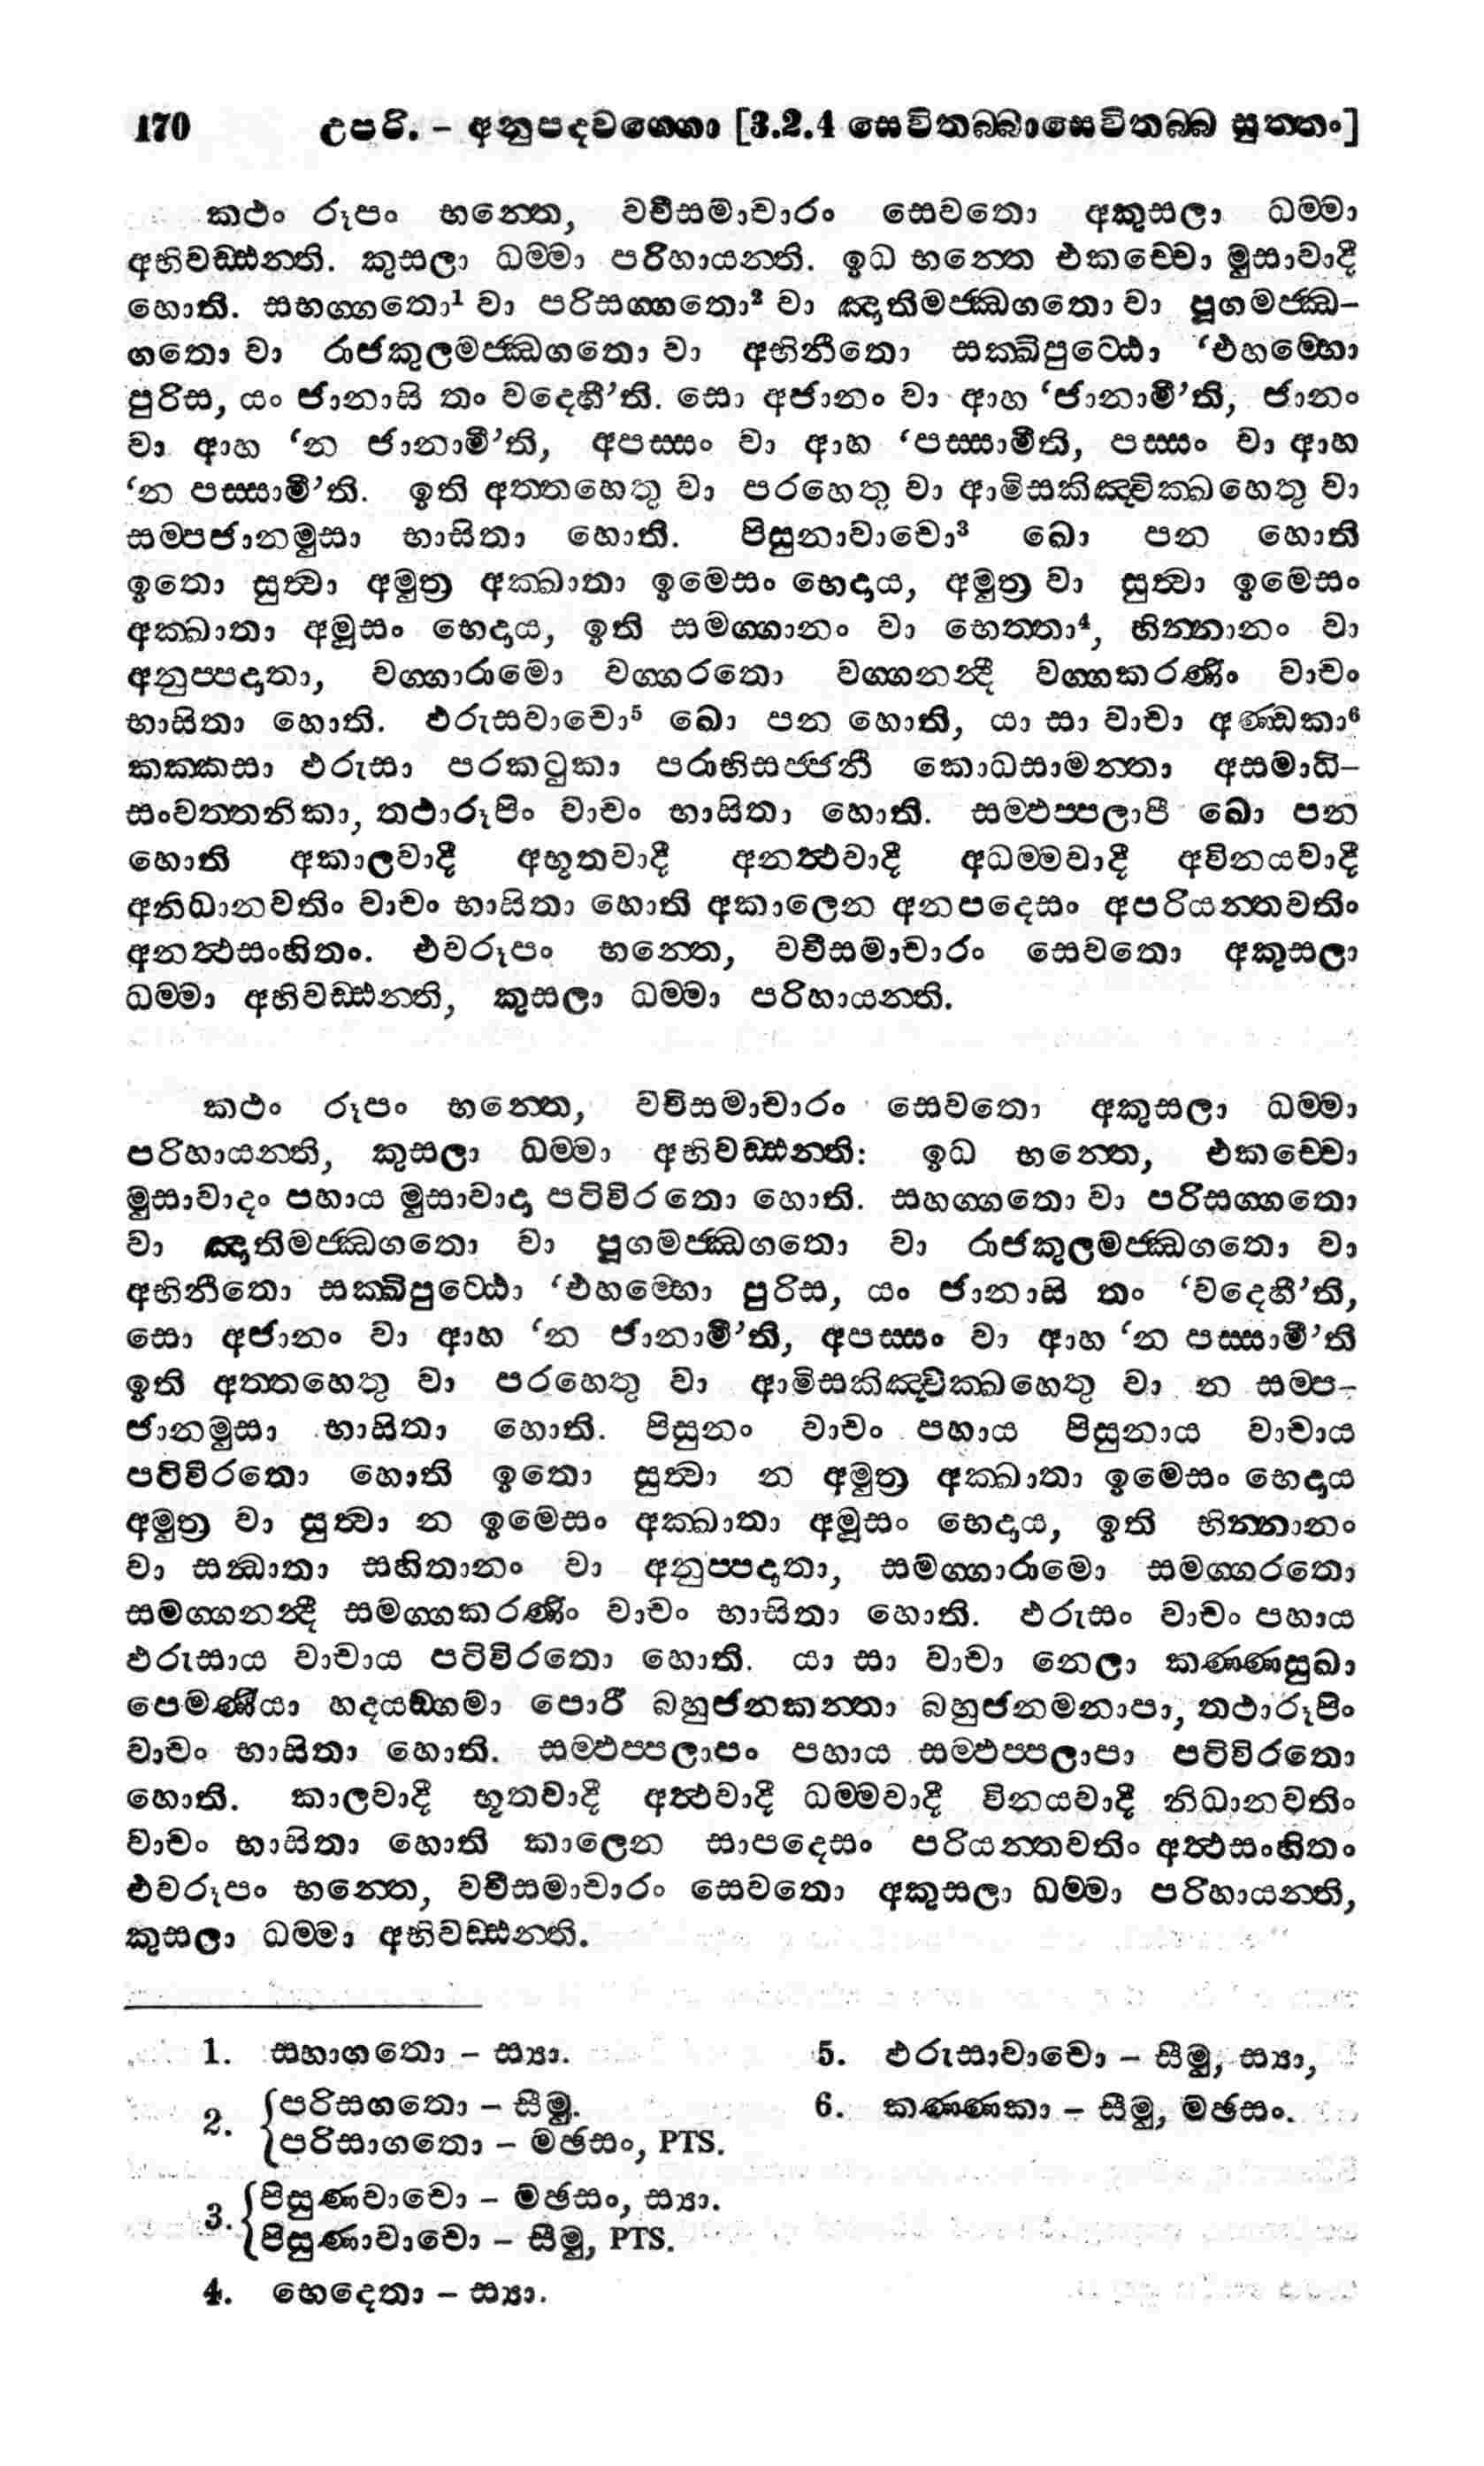 170 උපරි. – අනුපදවග්ගො [3.2.4 සෙවිතබ්බාසෙවිතබ්බ සුත්තං]
කථං රූපං භන්තෙ, වචීසමාචාරං සෙවතො අකුසලා ධම්මා
අභිවඩ්ඪන්ති. කුසලා ධම්මා පරිහායන්ති. ඉධ භන්තෙ එකච්චො මුසාවාදී
හොති. සභග්ගතො¹ වා පරිසග්ගතො² වා ඤාතිමජ්ඣගතො වා පූගමජ්ඣ-
ගතො වා රාජකුලමජ්ඣගතො වා අභිනීතො සක්ඛිපුට්ඨො ‘එහම්භො
පුරිස, යං ජානාසි තං වදෙහී’ති. සො අජානං වා ආහ ‘ජානාමී’ති, ජානං
වා ආහ ‘න ජානාමී’ති, අපස්සං වා ආහ ‘පස්සාමීති, පස්සං වා ආහ
‘න පස්සාමී’ති. ඉති අත්තහෙතු වා පරහෙතු වා ආමිසකිඤ්චික්ඛහෙතු වා
සම්පජානමුසා භාසිතා හොති. පිසුනාවාචො³ ඛො පන හොති
ඉතො සුත්වා අමුත්‍ර අක්ඛාතා ඉමෙසං භෙදාය, අමුත්‍ර වා සුත්වා ඉමෙසං
අක්ඛාතා අමූසං භෙදාය, ඉති සමග්ගානං වා භෙත්තා⁴, භින්නානං වා
අනුප්පදාතා, වග්ගාරාමො වග්ගරතො වග්ගනන්දී වග්ගකරණිං වාචං
භාසිතා හොති. ඵරුසවාචො⁵ ඛො පන හොති, යා සා වාචා අණ්ඩකා⁶
කක්කසා ඵරුසා පරකටුකා පරාභිසජ්ජනී කොධසාමන්තා අසමාධි-
සංවත්තනිකා, තථාරූපිං වාචං භාසිතා හොති. සම්ඵප්පලාපී ඛො පන
හොති අකාලවාදී අභූතවාදී අනත්ථවාදී අධම්මවාදී අවිනයවාදී
අනිධානවතිං වාචං භාසිතා හොති අකාලෙන අනපදෙසං අපරියන්තවතිං
අනත්ථසංහිතං. එවරූපං භන්තෙ, වචීසමාචාරං සෙවතො අකුසලා
ධම්මා අභිවඩ්ඪන්ති, කුසලා ධම්මා පරිහායන්ති.
කථං රූපං භන්තෙ, වචීසමාචාරං සෙවතො අකුසලා ධම්මා
පරිහායන්ති, කුසලා ධම්මා අභිවඩ්ඪන්ති: ඉධ භන්තෙ, එකච්චො
මුසාවාදං පහාය මුසාවාදා පටිවිරතො හොති. සභග්ගතො වා පරිසග්ගතො
වා ඤාතිමජ්ඣගතො වා පූගමජ්ඣගතො වා රාජකුලමජ්ඣගතො වා
අභිනීතො සක්ඛිපුට්ඨො ‘එහම්භො පුරිස, යං ජානාසි තං ‘වදෙහී’ති,
සො අජානං වා ආහ ‘න ජානාමී’ති, අපස්සං වා ආහ ‘න පස්සාමී’ති
ඉති අත්තහෙතු වා පරහෙතු වා ආමිසකිඤ්චික්ඛහෙතු වා න සම්ප-
ජානමුසා භාසිතා හොති. පිසුනං වාචං පහාය පිසුනාය වාචාය
පටිවිරතො හොති ඉතො සුත්වා න අමුත්‍ර අක්ඛාතා ඉමෙසං භෙදාය
අමුත්‍ර වා සුත්වා න ඉමෙසං අක්ඛාතා අමූසං භෙදාය, ඉති භින්නානං
වා සන්ධාතා සහිතානං වා අනුප්පදාතා, සමග්ගාරාමො සමග්ගරතො
සමග්ගනන්දී සමග්ගකරණිං වාචං භාසිතා හොති. ඵරුසං වාචං පහාය
ඵරුසාය වාචාය පටිවිරතො හොති. යා සා වාචා නෙලා කණ්ණසුඛා
පෙමණීයා හදයඞ්ගමා පොරී බහුජනකන්තා බහුජනමනාපා, තථාරූපිං
වාචං භාසිතා හොති. සම්ඵප්පලාපං පහාය සම්ඵප්පලාපා පටිවිරතො
හොති. කාලවාදී භූතවාදී අත්ථවාදී ධම්මවාදී විනයවාදී නිධානවතිං
වාචං භාසිතා හොති කාලෙන සාපදෙසං පරියන්තවතිං අත්ථසංහිතං
එවරූපං භන්තෙ, වචීසමාචාරං සෙවතො අකුසලා ධම්මා පරිහායන්ති,
කුසලා ධම්මා අභිවඩ්ඪන්ති.
1. සහාගතො – ස්‍යා.
2. {පරිසගතො – සීමු.
{පරිසාගතො – මඡසං, PTS.
3. {පිසුණවාචො – මඡසං, ස්‍යා.
{පිසුණාවාචො – සීමු, PTS.
4. භෙදෙතා – ස්‍යා.
5. ඵරුසාවාචො – සීමු, ස්‍යා,
6. කණ්ණකා – සීමු, මඡසං.